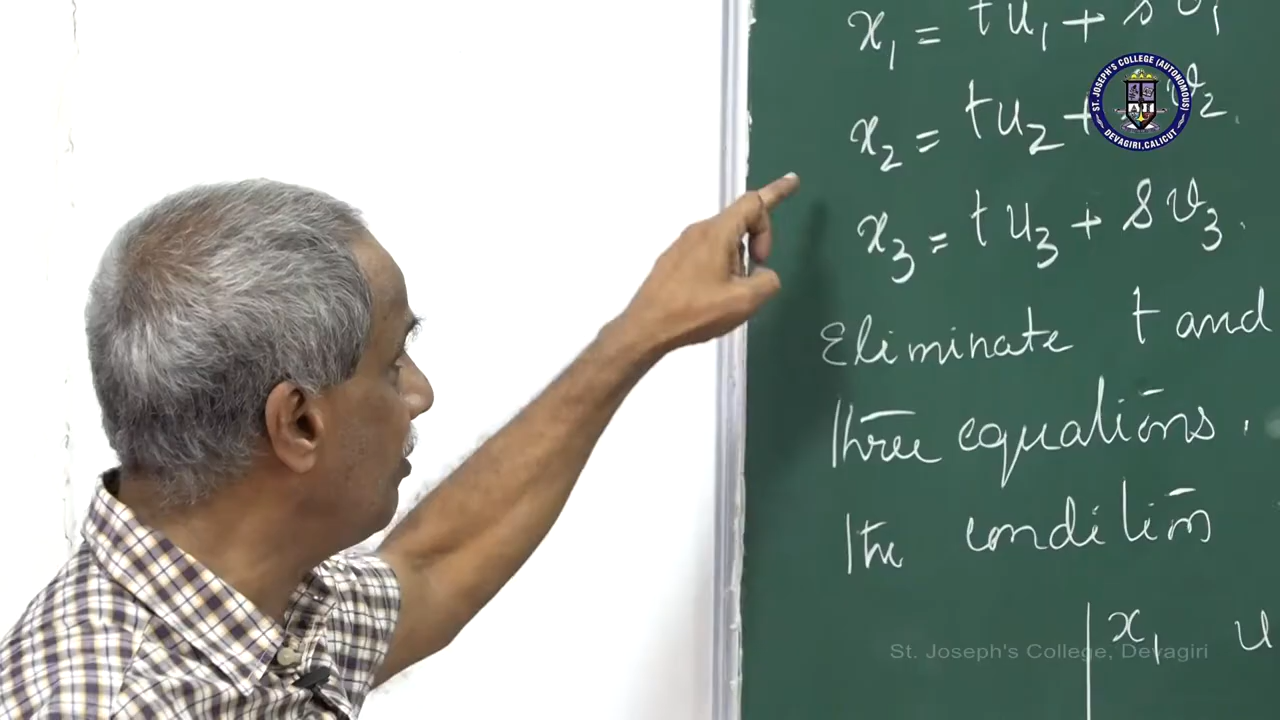 x₁ = tu₁ + sv₁
x₂ = tu₂ + v₂.
x₃ = tu₃ + sv₃.
Eliminate t and
three equations.
the condition
x₁ u
ST. JOSEPH'S COLLEGE (AUTONOMOUS)
DEVAGIRI, CALICUT
St. Joseph's College, Devagiri